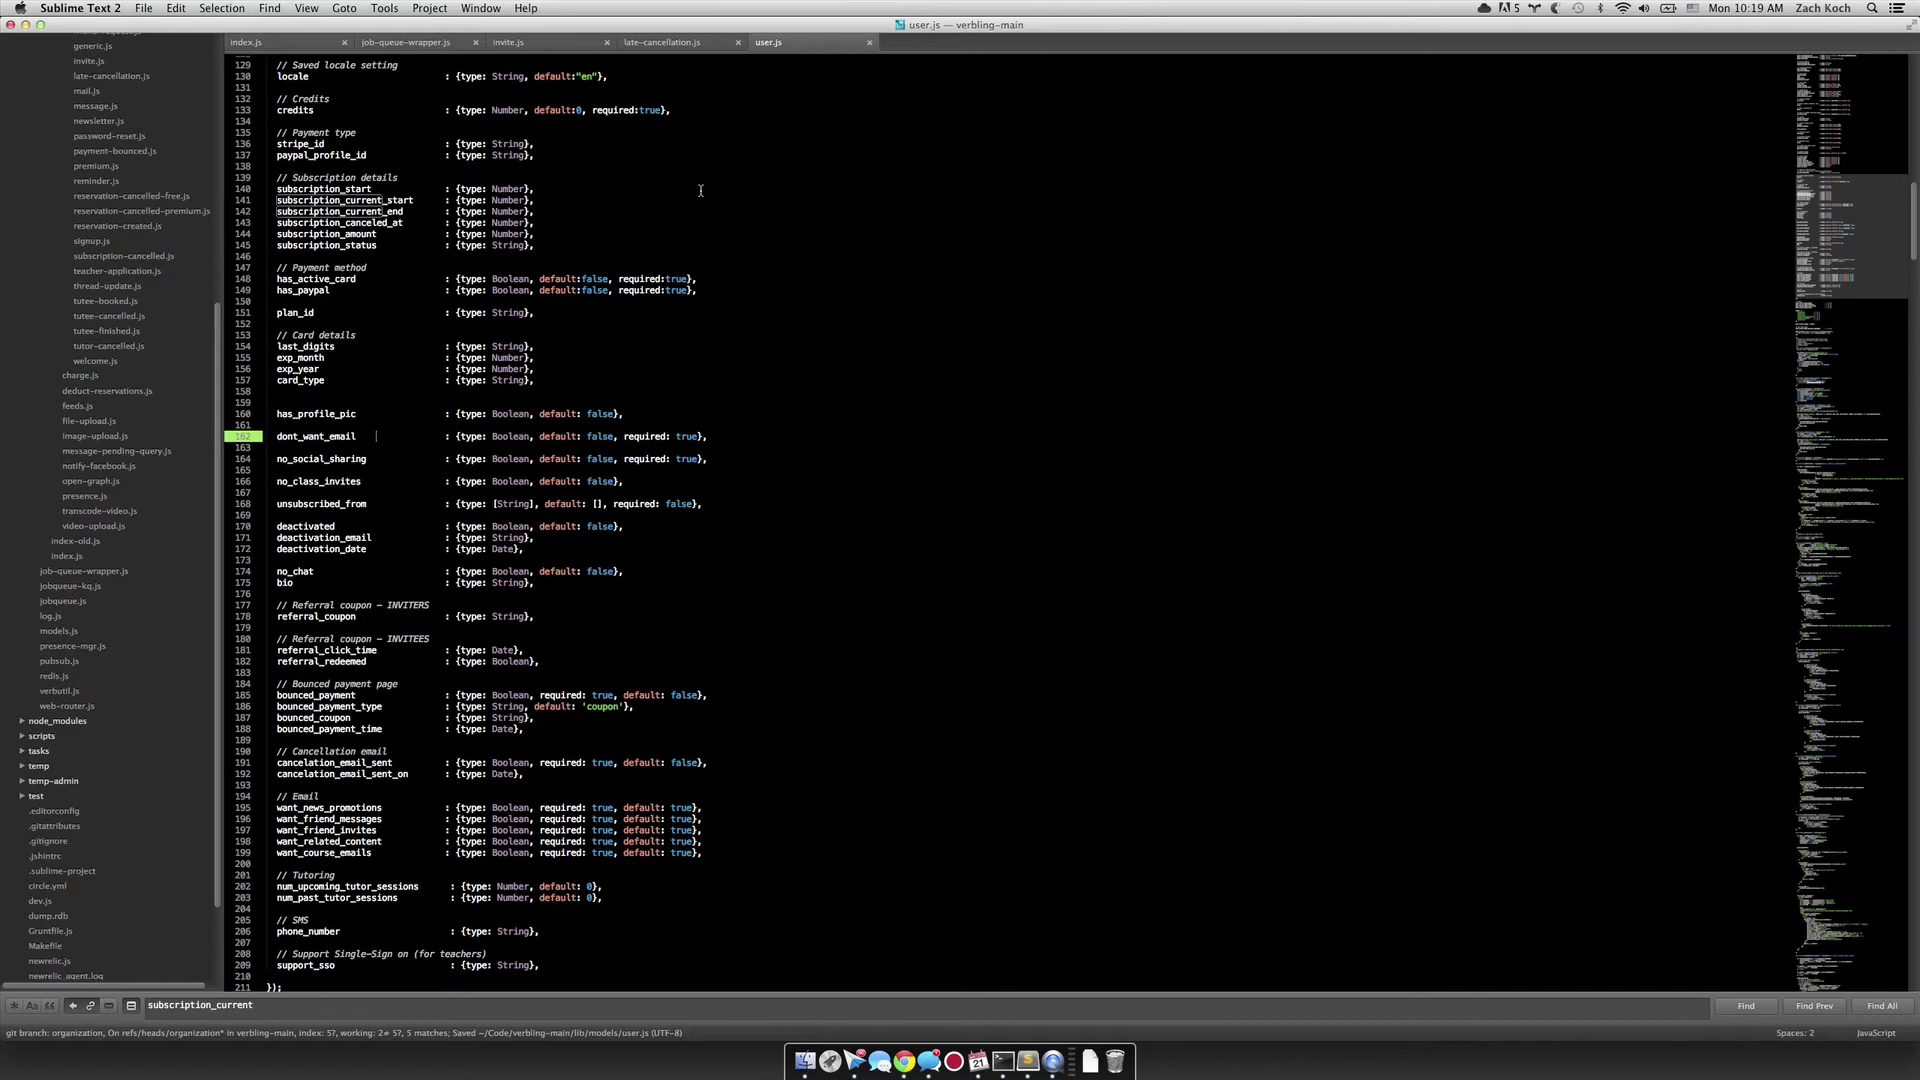 Sublime Text 2 File Edit Selection Find View Goto Tools Project Window Help 5 Mon 10:19 AM Zach Koch
user.js — verbling-main
index.js job-queue-wrapper.js invite.js late-cancellation.js user.js
generic.js
invite.js
late-cancellation.js
mail.js
message.js
newsletter.js
password-reset.js
payment-bounced.js
premium.js
reminder.js
reservation-cancelled-free.js
reservation-cancelled-premium.js
reservation-created.js
signup.js
subscription-cancelled.js
teacher-application.js
thread-update.js
tutee-booked.js
tutee-cancelled.js
tutee-finished.js
tutor-cancelled.js
welcome.js
charge.js
deduct-reservations.js
feeds.js
file-upload.js
image-upload.js
message-pending-query.js
notify-facebook.js
open-graph.js
presence.js
transcode-video.js
video-upload.js
index-old.js
index.js
job-queue-wrapper.js
jobqueue-kq.js
jobqueue.js
log.js
models.js
presence-mgr.js
pubsub.js
redis.js
verbutil.js
web-router.js
node_modules
scripts
tasks
temp
temp-admin
test
.editorconfig
.gitattributes
.gitignore
.jshintrc
.sublime-project
circle.yml
dev.js
dump.rdb
Gruntfile.js
Makefile
newrelic.js
newrelic_agent.log
129 // Saved locale setting
130 locale : {type: String, default:"en"},
131
132 // Credits
133 credits : {type: Number, default:0, required:true},
134
135 // Payment type
136 stripe_id : {type: String},
137 paypal_profile_id : {type: String},
138
139 // Subscription details
140 subscription_start : {type: Number},
141 subscription_current_start : {type: Number},
142 subscription_current_end : {type: Number},
143 subscription_canceled_at : {type: Number},
144 subscription_amount : {type: Number},
145 subscription_status : {type: String},
146
147 // Payment method
148 has_active_card : {type: Boolean, default:false, required:true},
149 has_paypal : {type: Boolean, default:false, required:true},
150
151 plan_id : {type: String},
152
153 // Card details
154 last_digits : {type: String},
155 exp_month : {type: Number},
156 exp_year : {type: Number},
157 card_type : {type: String},
158
159
160 has_profile_pic : {type: Boolean, default: false},
161
162 dont_want_email : {type: Boolean, default: false, required: true},
163
164 no_social_sharing : {type: Boolean, default: false, required: true},
165
166 no_class_invites : {type: Boolean, default: false},
167
168 unsubscribed_from : {type: [String], default: [], required: false},
169
170 deactivated : {type: Boolean, default: false},
171 deactivation_email : {type: String},
172 deactivation_date : {type: Date},
173
174 no_chat : {type: Boolean, default: false},
175 bio : {type: String},
176
177 // Referral coupon – INVITERS
178 referral_coupon : {type: String},
179
180 // Referral coupon – INVITEES
181 referral_click_time : {type: Date},
182 referral_redeemed : {type: Boolean},
183
184 // Bounced payment page
185 bounced_payment : {type: Boolean, required: true, default: false},
186 bounced_payment_type : {type: String, default: 'coupon'},
187 bounced_coupon : {type: String},
188 bounced_payment_time : {type: Date},
189
190 // Cancellation email
191 cancelation_email_sent : {type: Boolean, required: true, default: false},
192 cancelation_email_sent_on : {type: Date},
193
194 // Email
195 want_news_promotions : {type: Boolean, required: true, default: true},
196 want_friend_messages : {type: Boolean, required: true, default: true},
197 want_friend_invites : {type: Boolean, required: true, default: true},
198 want_related_content : {type: Boolean, required: true, default: true},
199 want_course_emails : {type: Boolean, required: true, default: true},
200
201 // Tutoring
202 num_upcoming_tutor_sessions : {type: Number, default: 0},
203 num_past_tutor_sessions : {type: Number, default: 0},
204
205 // SMS
206 phone_number : {type: String},
207
208 // Support Single-Sign on (for teachers)
209 support_sso : {type: String},
210
211 });
subscription_current Find Find Prev Find All
git branch: organization, On refs/heads/organization* in verbling-main, index: 5?, working: 2≠ 5?, 5 matches; Saved ~/Code/verbling-main/lib/models/user.js (UTF-8) Spaces: 2 JavaScript